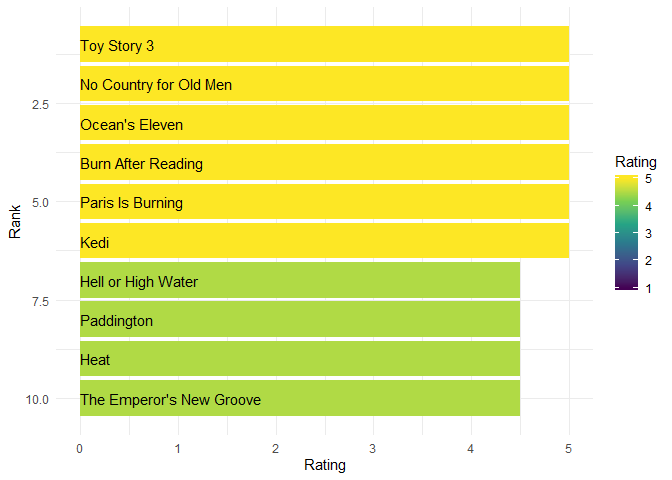 Toy Story 3
No Country for Old Men
2.5
Ocean's Eleven
Burn After Reading
Paris Is Burning
5.0
Kedi
Hell or High Water
7.5
Paddington
Heat
The Emperor's New Groove
10.0
Rank
0 1 2 3 4 5
Rating
Rating
5
4
3
2
1